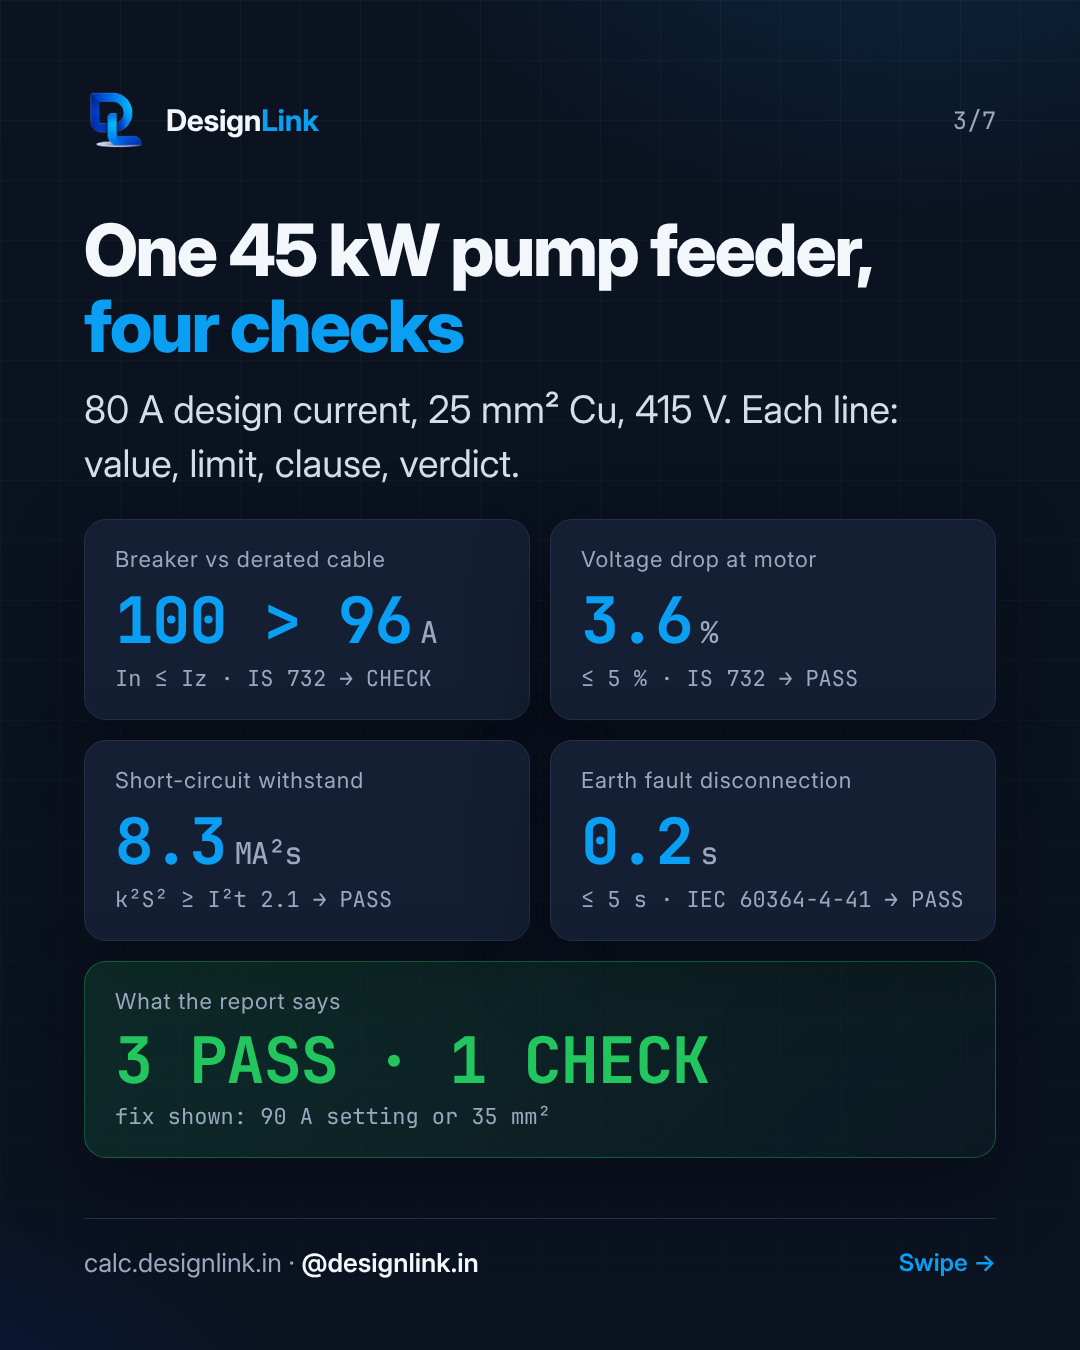 DesignLink
3/7
One 45 kW pump feeder,
four checks
80 A design current, 25 mm² Cu, 415 V. Each line:
value, limit, clause, verdict.
Breaker vs derated cable
100 > 96 A
In ≤ Iz · IS 732 → CHECK
Voltage drop at motor
3.6 %
≤ 5 % · IS 732 → PASS
Short-circuit withstand
8.3 MA²s
k²S² ≥ I²t 2.1 → PASS
Earth fault disconnection
0.2 s
≤ 5 s · IEC 60364-4-41 → PASS
What the report says
3 PASS · 1 CHECK
fix shown: 90 A setting or 35 mm²
calc.designlink.in · @designlink.in
Swipe →